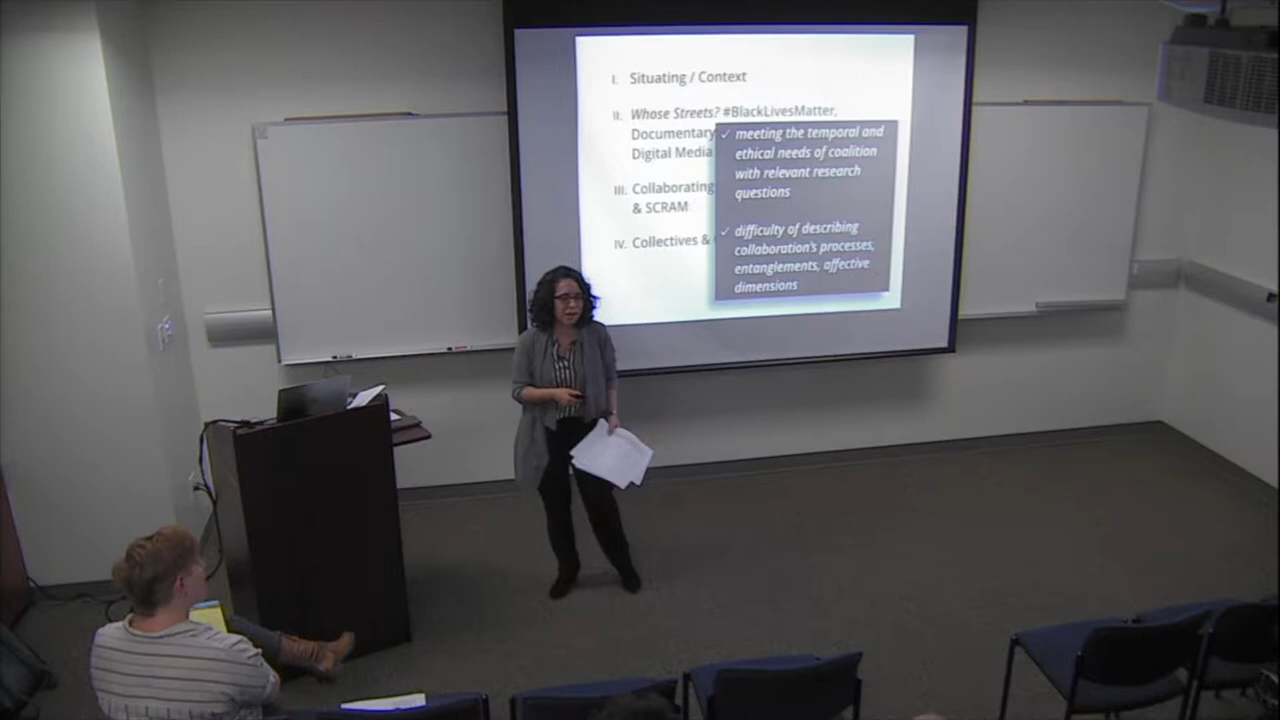 I. Situating / Context
II. Whose Streets? #BlackLivesMatter,
Documentary
Digital Media
III. Collaborating
& SCRAM
IV. Collectives &
✓ meeting the temporal and
ethical needs of coalition
with relevant research
questions
✓ difficulty of describing
collaboration's processes,
entanglements, affective
dimensions